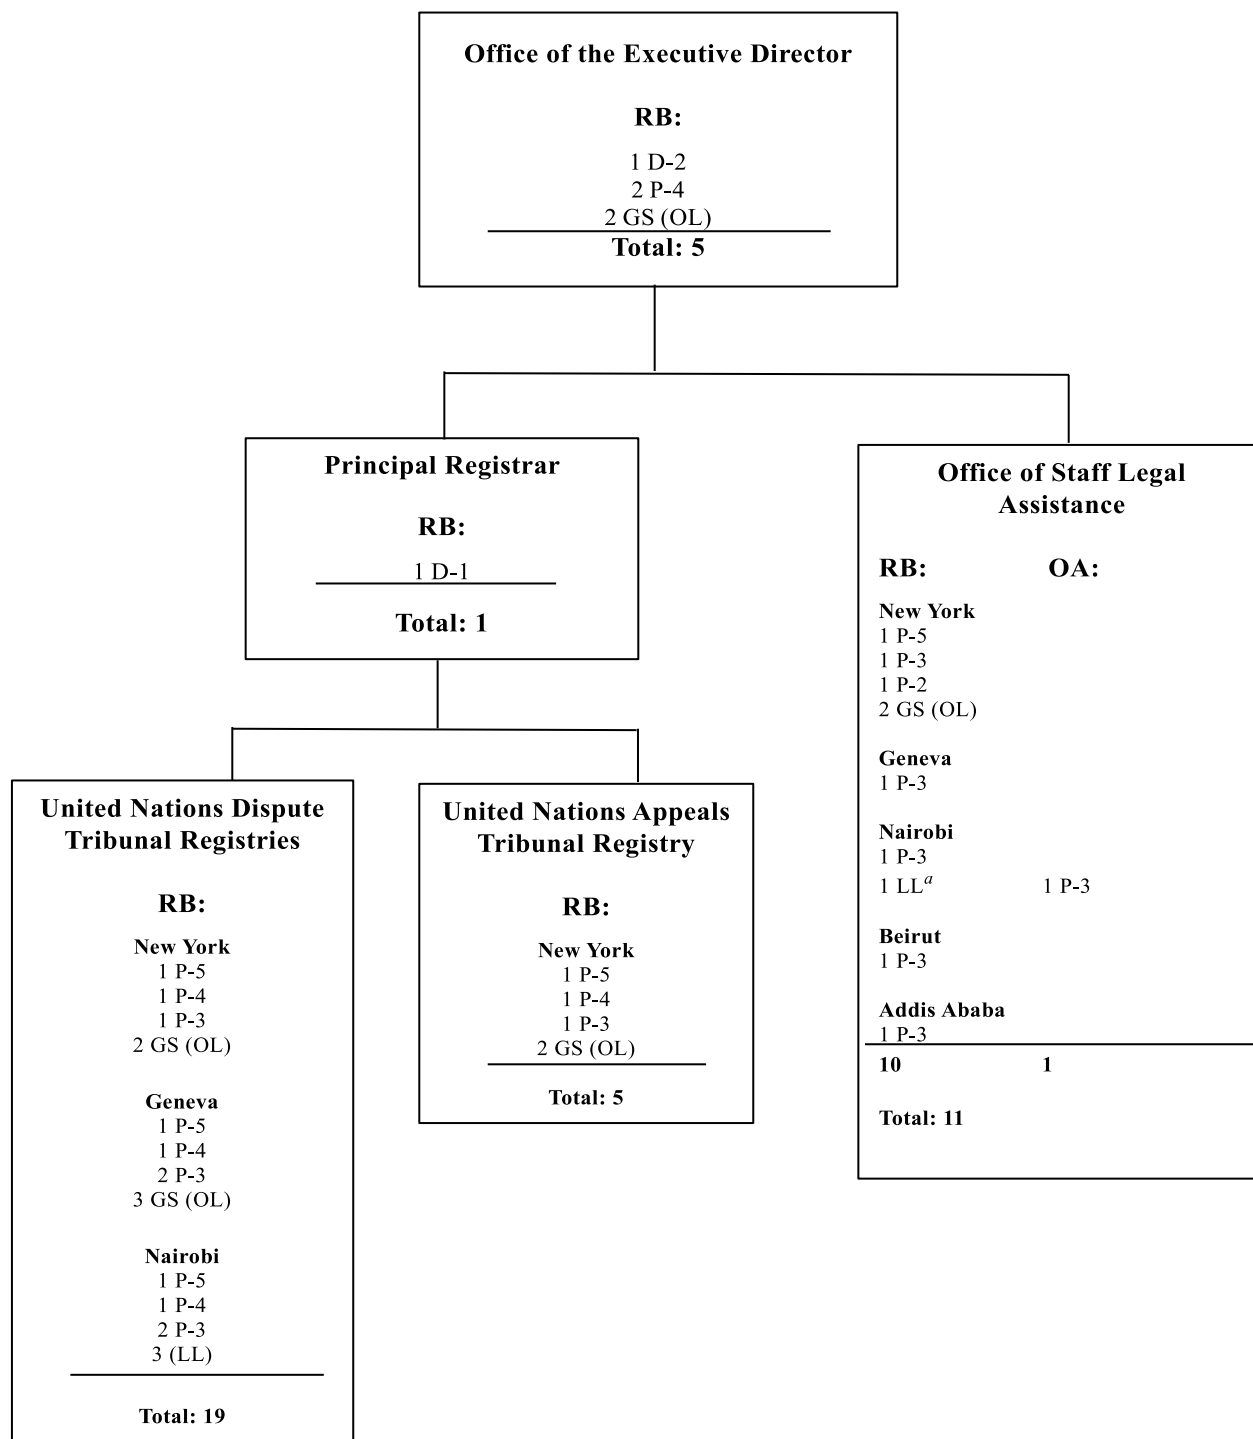 Office of the Executive Director
RB:
1 D-2
2 P-4
2 GS (OL)
Total: 5
Principal Registrar
RB:
1 D-1
Total: 1
Office of Staff Legal
Assistance
RB: OA:
New York
1 P-5
1 P-3
1 P-2
2 GS (OL)
Geneva
1 P-3
Nairobi
1 P-3
1 LLa 1 P-3
Beirut
1 P-3
Addis Ababa
1 P-3
10 1
Total: 11
United Nations Dispute
Tribunal Registries
RB:
New York
1 P-5
1 P-4
1 P-3
2 GS (OL)
Geneva
1 P-5
1 P-4
2 P-3
3 GS (OL)
Nairobi
1 P-5
1 P-4
2 P-3
3 (LL)
Total: 19
United Nations Appeals
Tribunal Registry
RB:
New York
1 P-5
1 P-4
1 P-3
2 GS (OL)
Total: 5